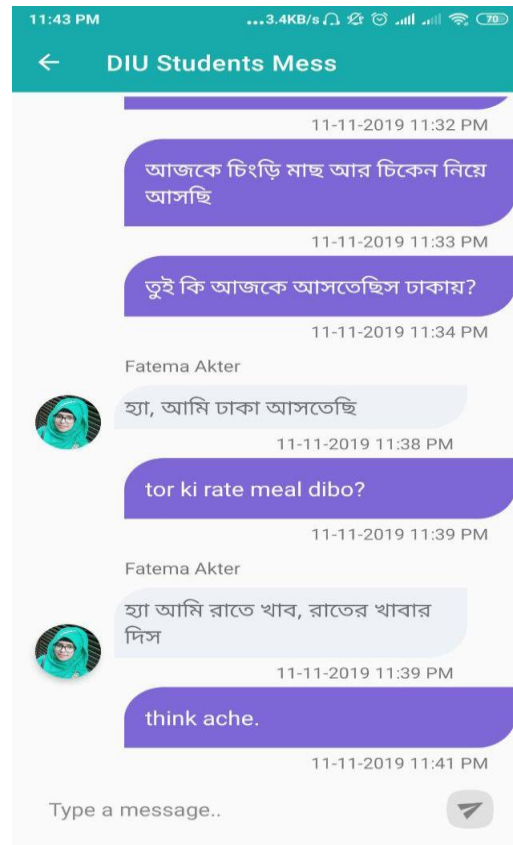 11:43 PM ...3.4KB/s 70
DIU Students Mess
11-11-2019 11:32 PM
আজকে চিংড়ি মাছ আর চিকেন নিয়ে
আসছি
11-11-2019 11:33 PM
তুই কি আজকে আসতেছিস ঢাকায়?
11-11-2019 11:34 PM
Fatema Akter
হ্যা, আমি ঢাকা আসতেছি
11-11-2019 11:38 PM
tor ki rate meal dibo?
11-11-2019 11:39 PM
Fatema Akter
হ্যা আমি রাতে খাব, রাতের খাবার
দিস
11-11-2019 11:39 PM
think ache.
11-11-2019 11:41 PM
Type a message..